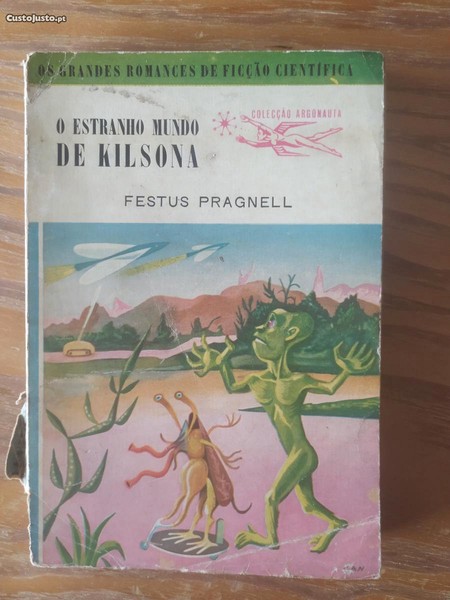 CustoJusto.pt
OS GRANDES ROMANCES DE FICÇÃO CIENTÍFICA
COLECÇÃO ARGONAUTA
O ESTRANHO MUNDO
DE KILSONA
FESTUS PRAGNELL